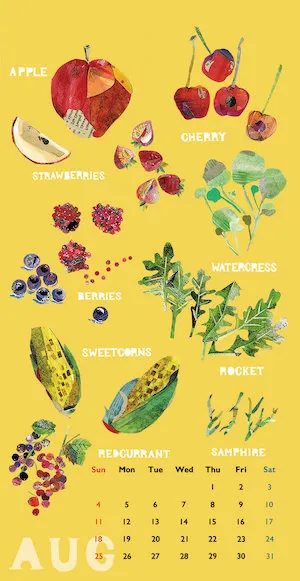 APPLE
CHERRY
STRAWBERRIES
WATERCRESS
BERRIES
SWEETCORNS
ROCKET
REDCURRANT
SAMPHIRE
Sun Mon Tue Wed Thu Fri Sat
1 2 3
4 5 6 7 8 9 10
11 12 13 14 15 16 17
18 19 20 21 22 23 24
25 26 27 28 29 30 31
AUG